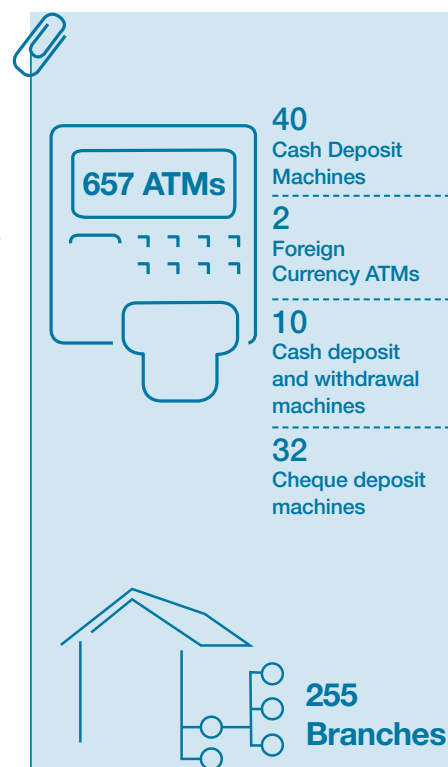 657 ATMs
40
Cash Deposit
Machines
2
Foreign
Currency ATMs
10
Cash deposit
and withdrawal
machines
32
Cheque deposit
machines
255
Branches